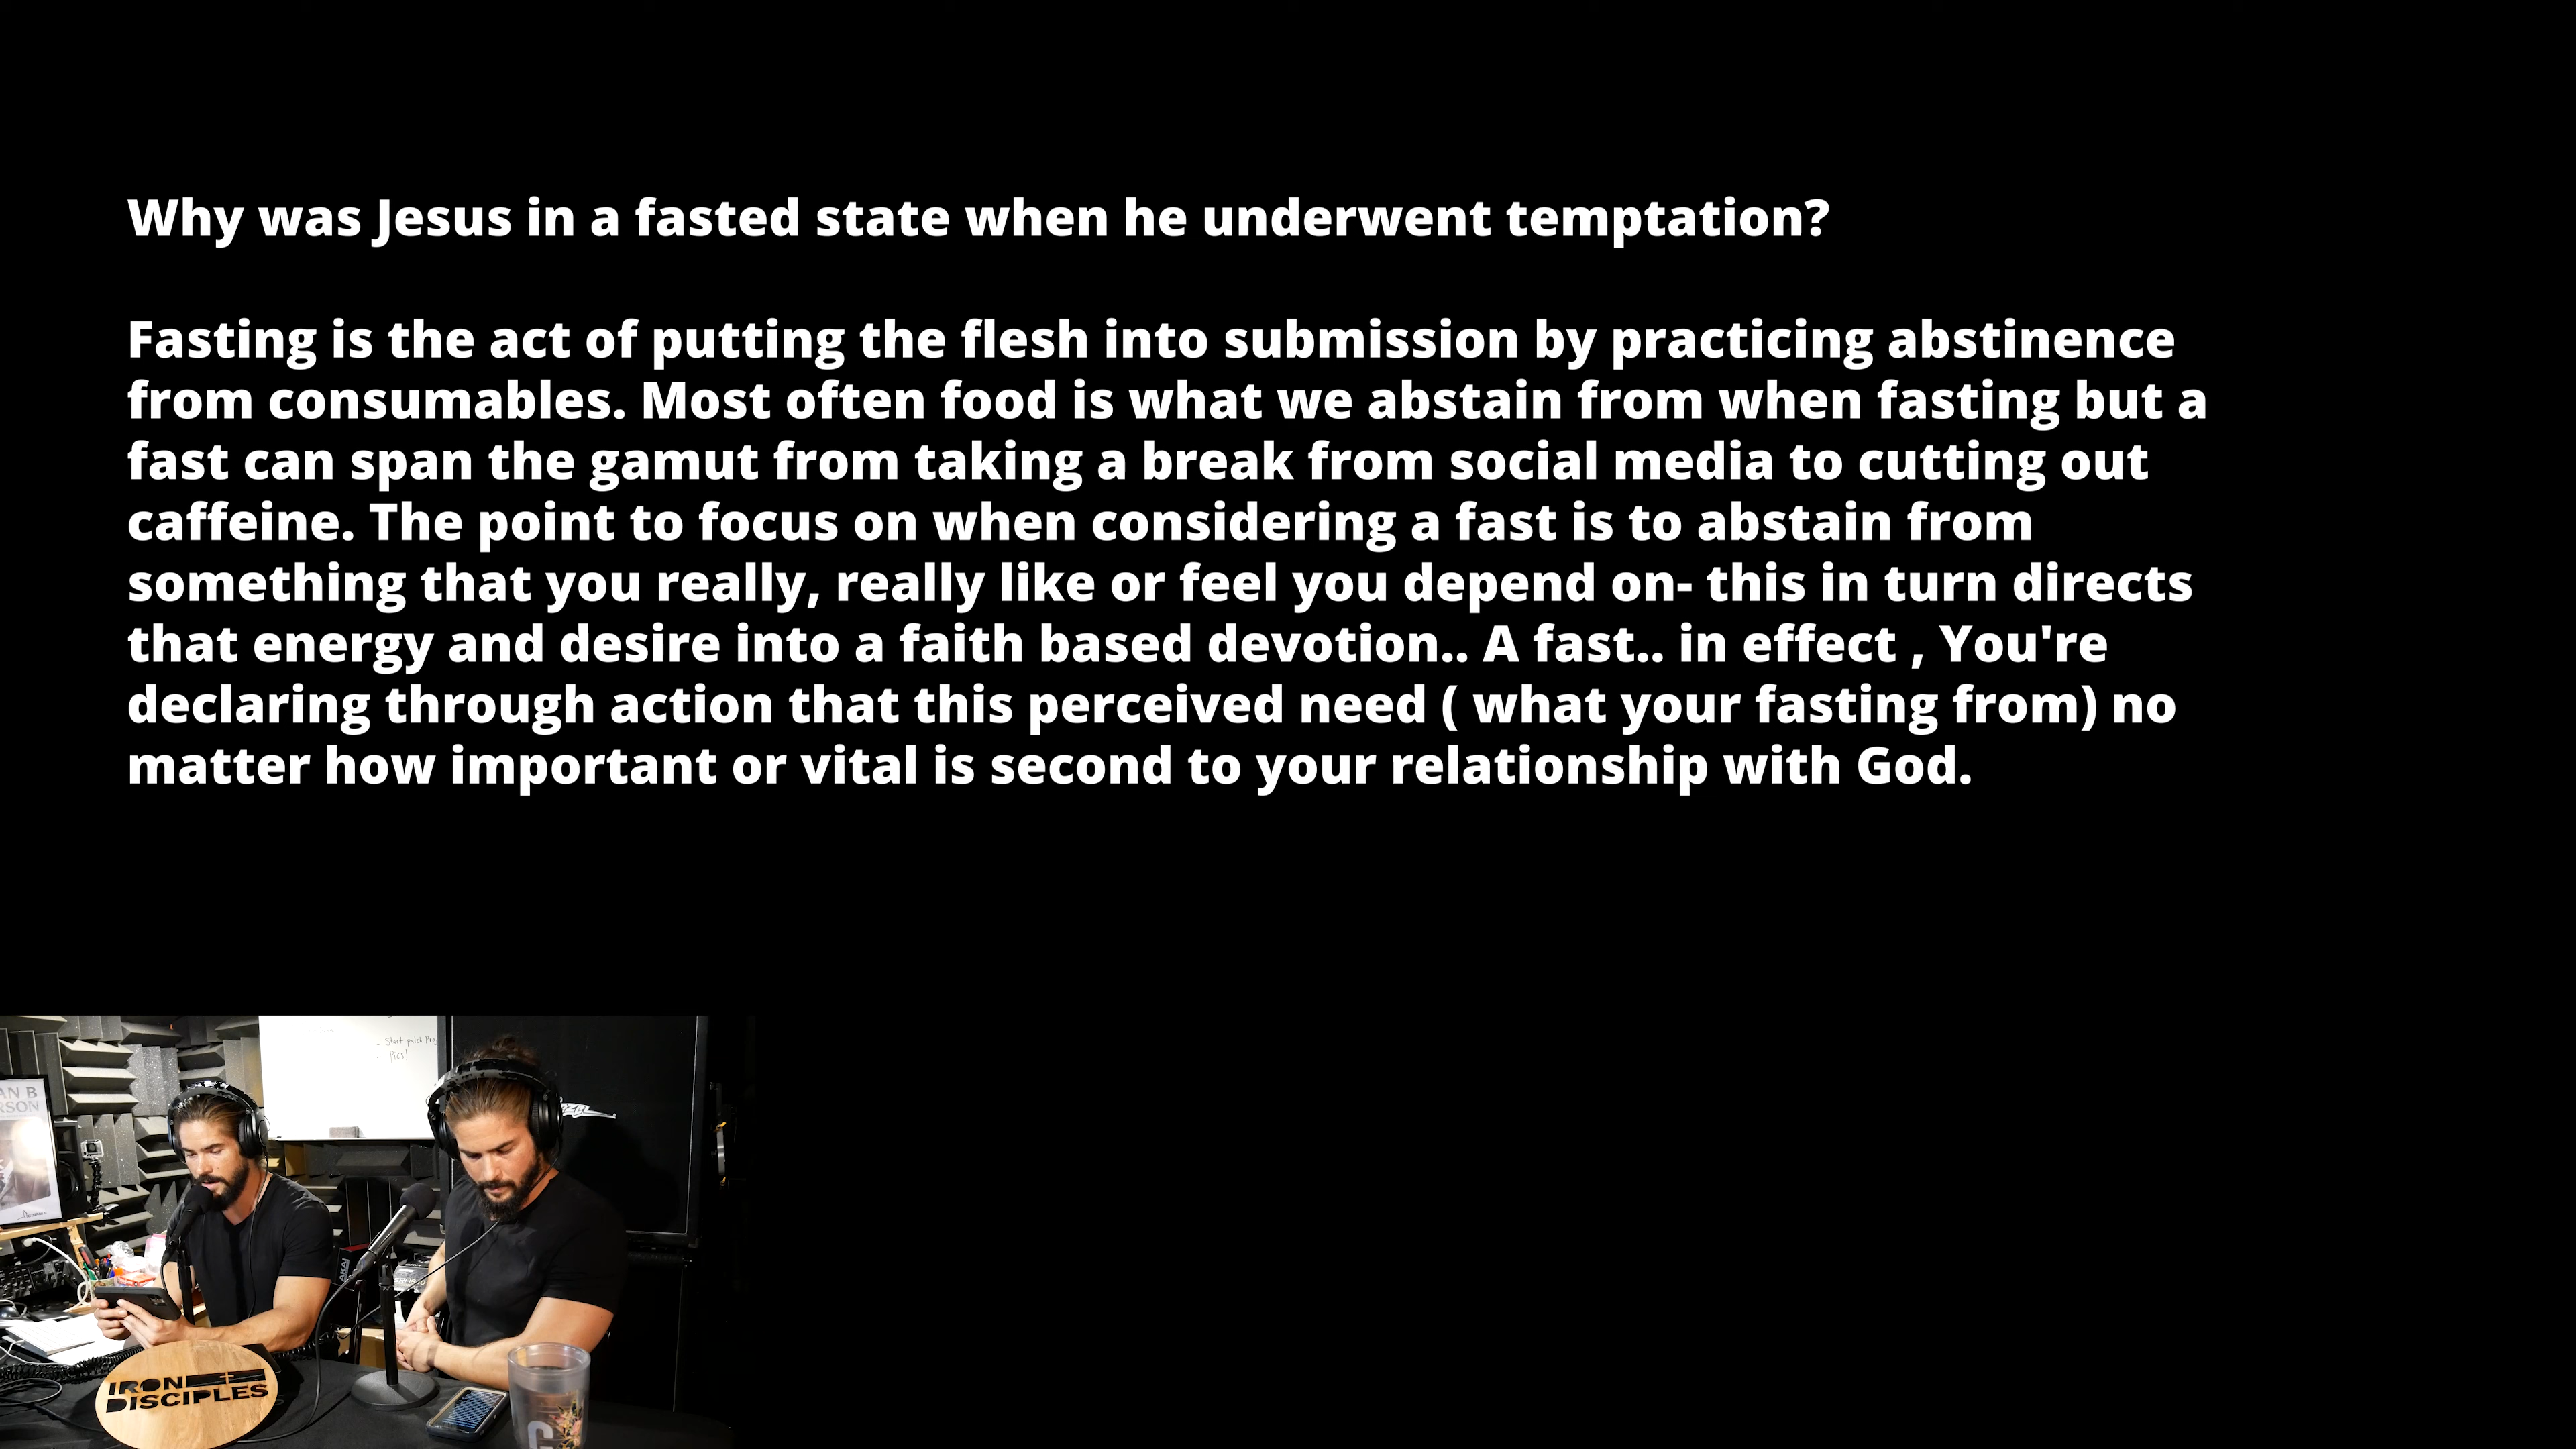 Why was Jesus in a fasted state when he underwent temptation?
Fasting is the act of putting the flesh into submission by practicing abstinence
from consumables. Most often food is what we abstain from when fasting but a
fast can span the gamut from taking a break from social media to cutting out
caffeine. The point to focus on when considering a fast is to abstain from
something that you really, really like or feel you depend on- this in turn directs
that energy and desire into a faith based devotion.. A fast.. in effect , You're
declaring through action that this perceived need ( what your fasting from) no
matter how important or vital is second to your relationship with God.
- Start patch
- Pics!
AN B
RSON
AKAI
IRON
DISCIPLES